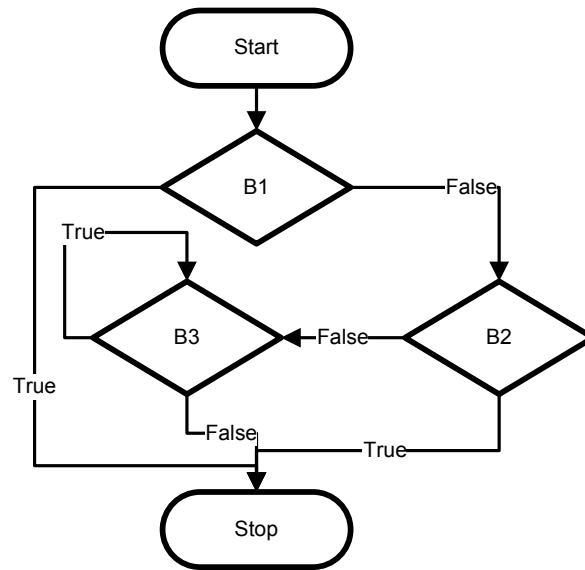 Start
B1
False
True
B3
False
B2
True
False
True
Stop